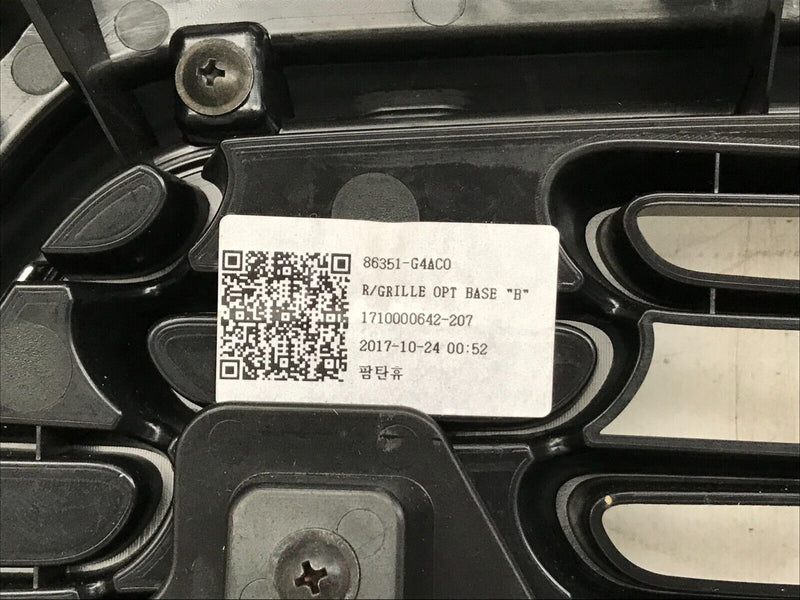 86351-G4AC0
R/GRILLE OPT BASE "B"
1710000642-207
2017-10-24 00:52
팜탄휴